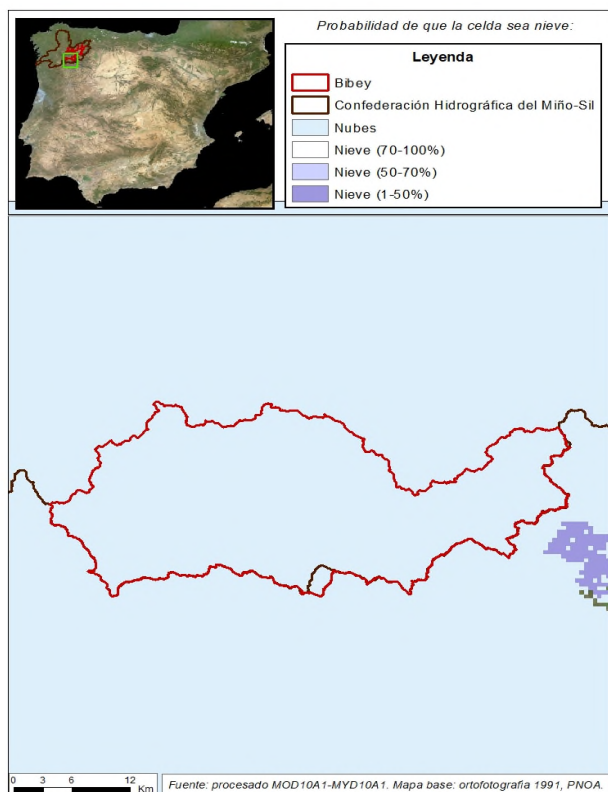 Probabilidad de que la celda sea nieve:
Leyenda
Bibey
Confederación Hidrográfica del Miño-Sil
Nubes
Nieve (70-100%)
Nieve (50-70%)
Nieve (1-50%)
0 3 6 12
Km
Fuente: procesado MOD10A1-MYD10A1. Mapa base: ortofotografía 1991, PNOA.